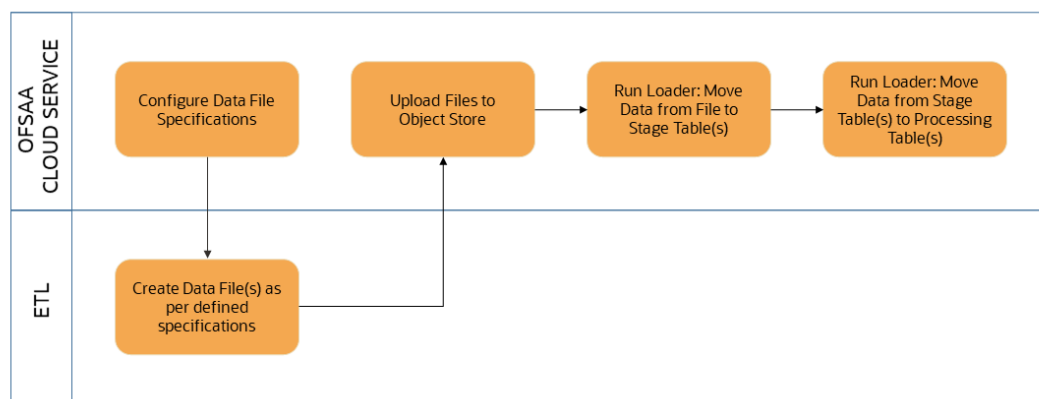 OFSAA
CLOUD SERVICE
Configure Data File
Specifications
Upload Files to
Object Store
Run Loader: Move
Data from File to
Stage Table(s)
Run Loader: Move
Data from Stage
Table(s) to Processing
Table(s)
ETL
Create Data File(s) as
per defined
specifications